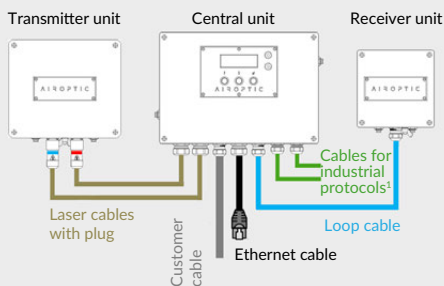 Transmitter unit
Central unit
Receiver unit
AIROPTIC
AIROPTIC
AIROPTIC
Cables for
industrial
protocols¹
Laser cables
with plug
Loop cable
Customer
cable
Ethernet cable